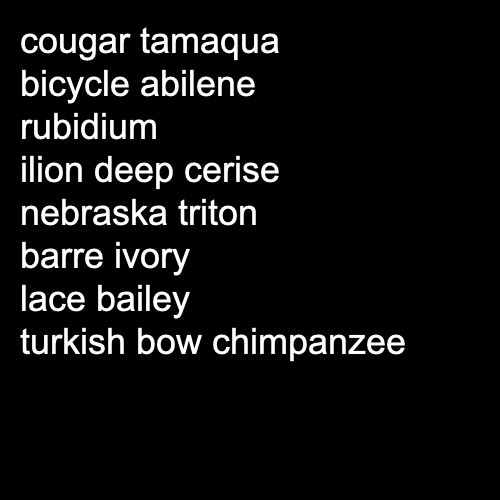 cougar tamaqua
bicycle abilene
rubidium
ilion deep cerise
nebraska triton
barre ivory
lace bailey
turkish bow chimpanzee